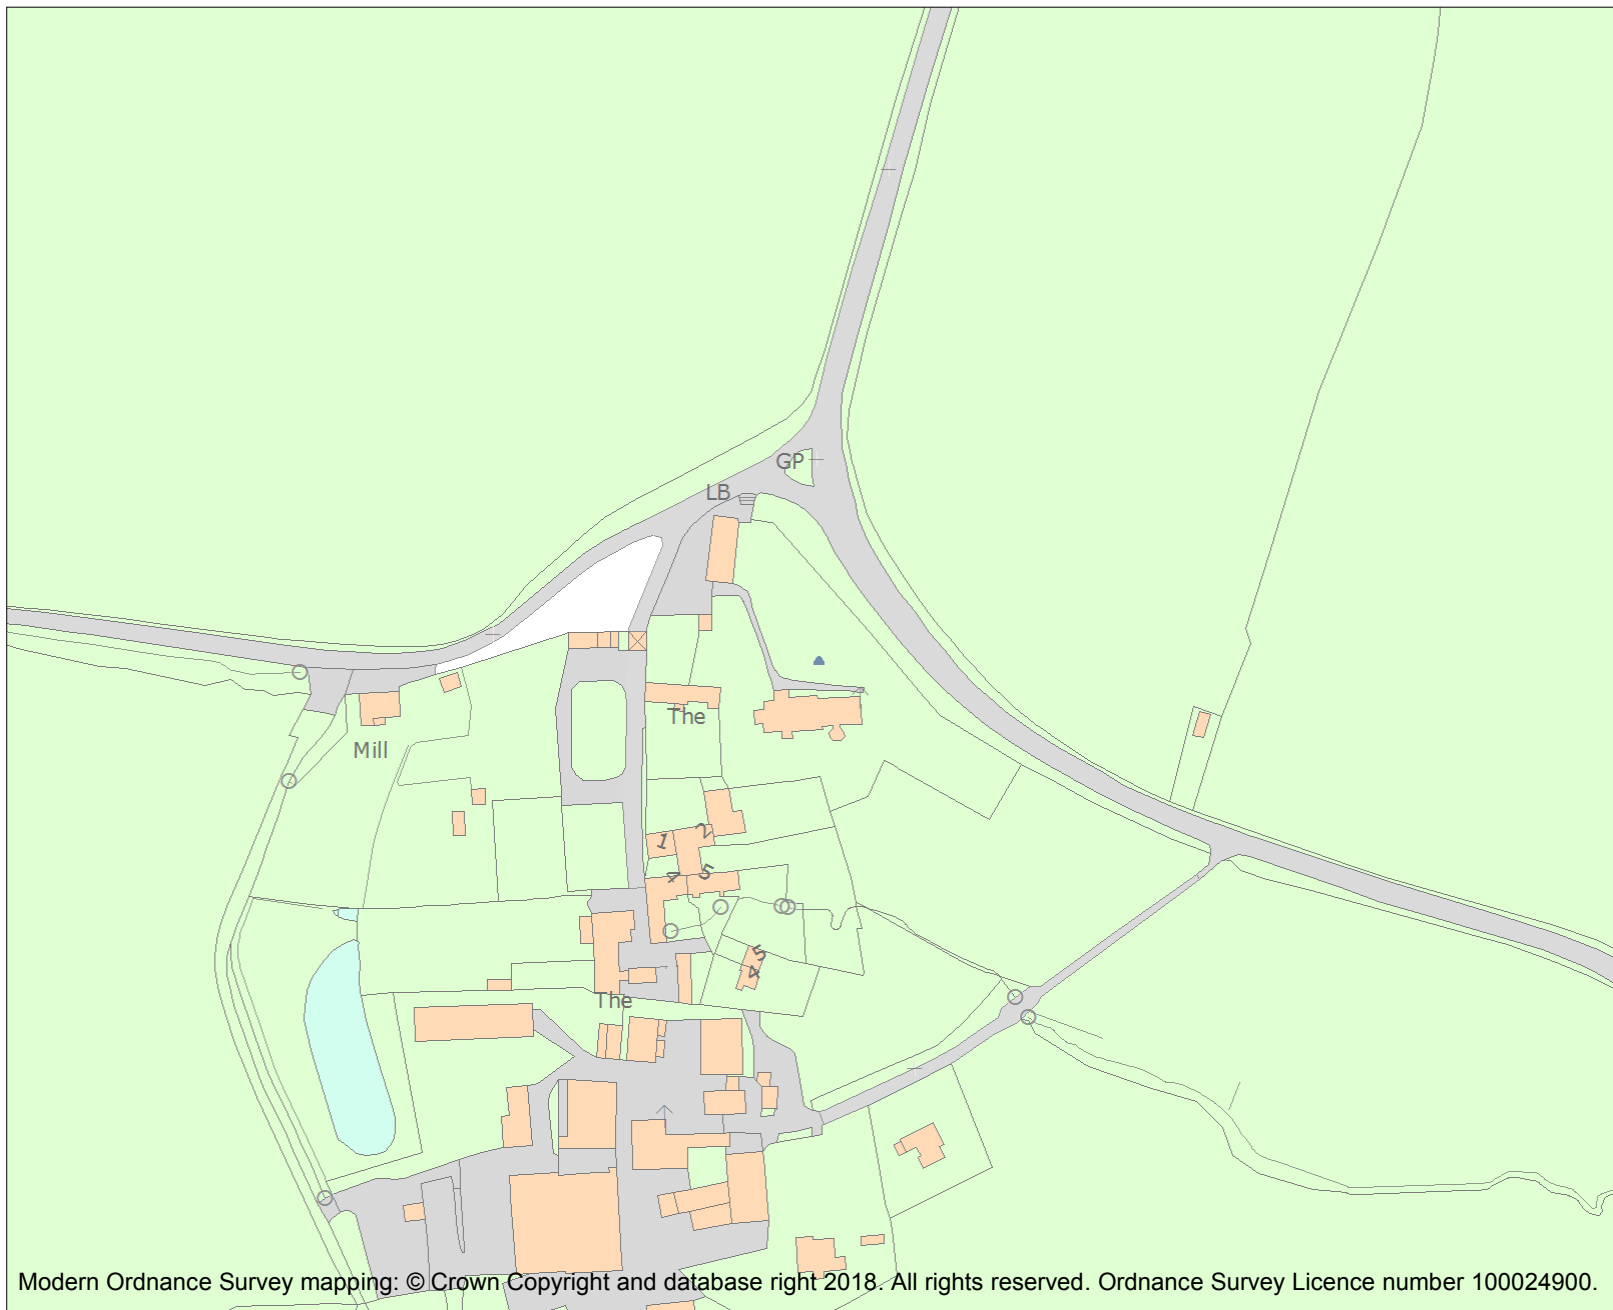 GP
LB
The
Mill
1
2
4
5
5
4
The
Modern Ordnance Survey mapping: © Crown Copyright and database right 2018. All rights reserved. Ordnance Survey Licence number 100024900.